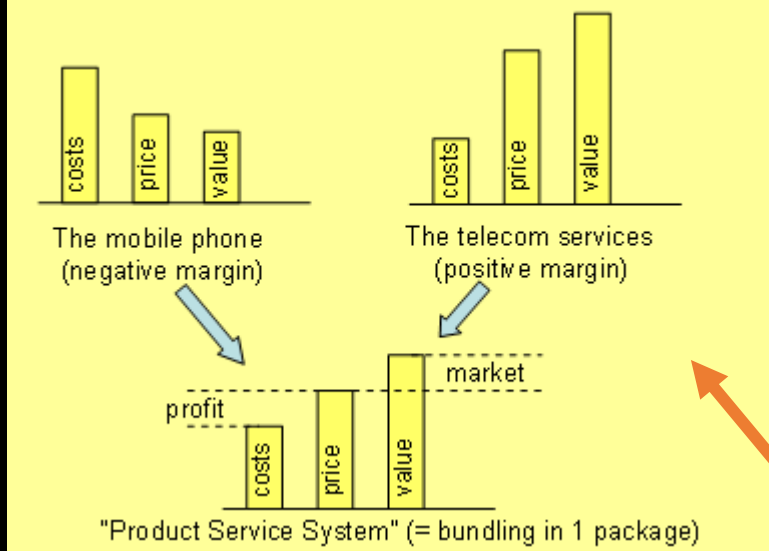 costs
price
value
The mobile phone
(negative margin)
costs
price
value
The telecom services
(positive margin)
profit
market
costs
price
value
"Product Service System" (= bundling in 1 package)